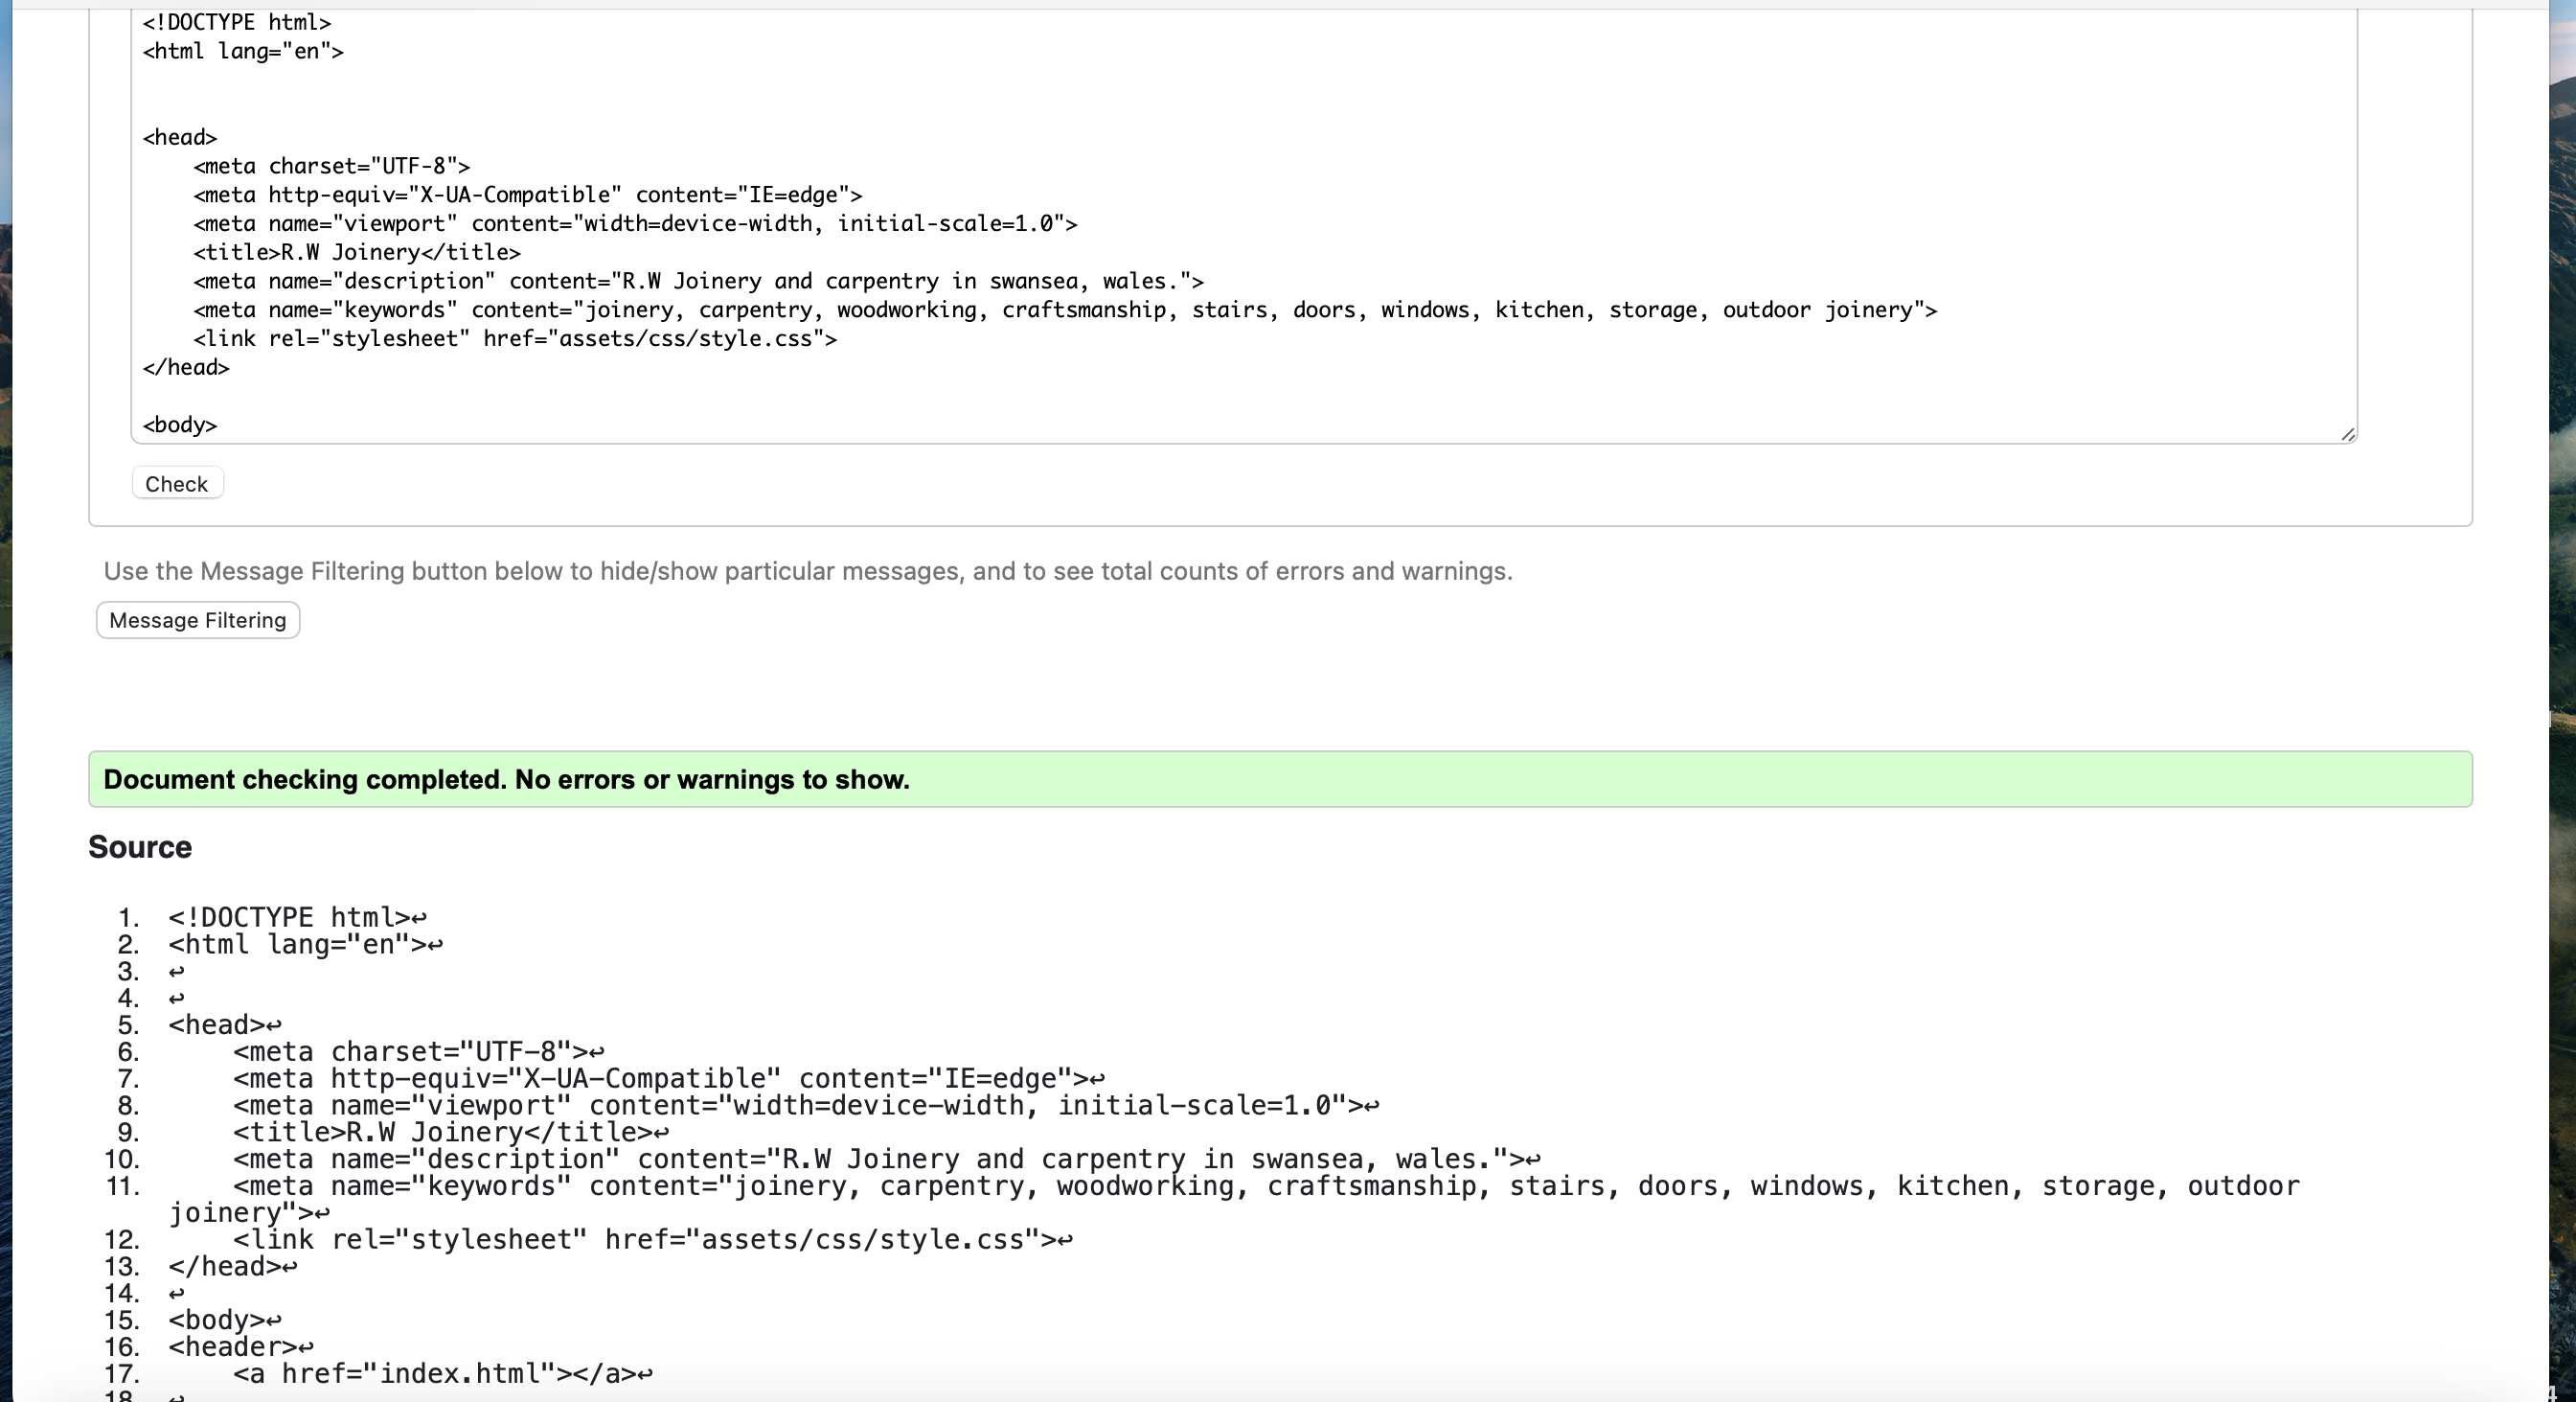 <!DOCTYPE html>
<html lang="en">
<head>
    <meta charset="UTF-8">
    <meta http-equiv="X-UA-Compatible" content="IE=edge">
    <meta name="viewport" content="width=device-width, initial-scale=1.0">
    <title>R.W Joinery</title>
    <meta name="description" content="R.W Joinery and carpentry in swansea, wales.">
    <meta name="keywords" content="joinery, carpentry, woodworking, craftsmanship, stairs, doors, windows, kitchen, storage, outdoor joinery">
    <link rel="stylesheet" href="assets/css/style.css">
</head>
<body>
Check
Use the Message Filtering button below to hide/show particular messages, and to see total counts of errors and warnings.
Message Filtering
Document checking completed. No errors or warnings to show.
Source
1. <!DOCTYPE html>↩
2. <html lang="en">↩
3. ↩
4. ↩
5. <head>↩
6.     <meta charset="UTF-8">↩
7.     <meta http-equiv="X-UA-Compatible" content="IE=edge">↩
8.     <meta name="viewport" content="width=device-width, initial-scale=1.0">↩
9.     <title>R.W Joinery</title>↩
10.     <meta name="description" content="R.W Joinery and carpentry in swansea, wales.">↩
11.     <meta name="keywords" content="joinery, carpentry, woodworking, craftsmanship, stairs, doors, windows, kitchen, storage, outdoor
joinery">↩
12.     <link rel="stylesheet" href="assets/css/style.css">↩
13. </head>↩
14. ↩
15. <body>↩
16. <header>↩
17.     <a href="index.html"></a>↩
18. ↩